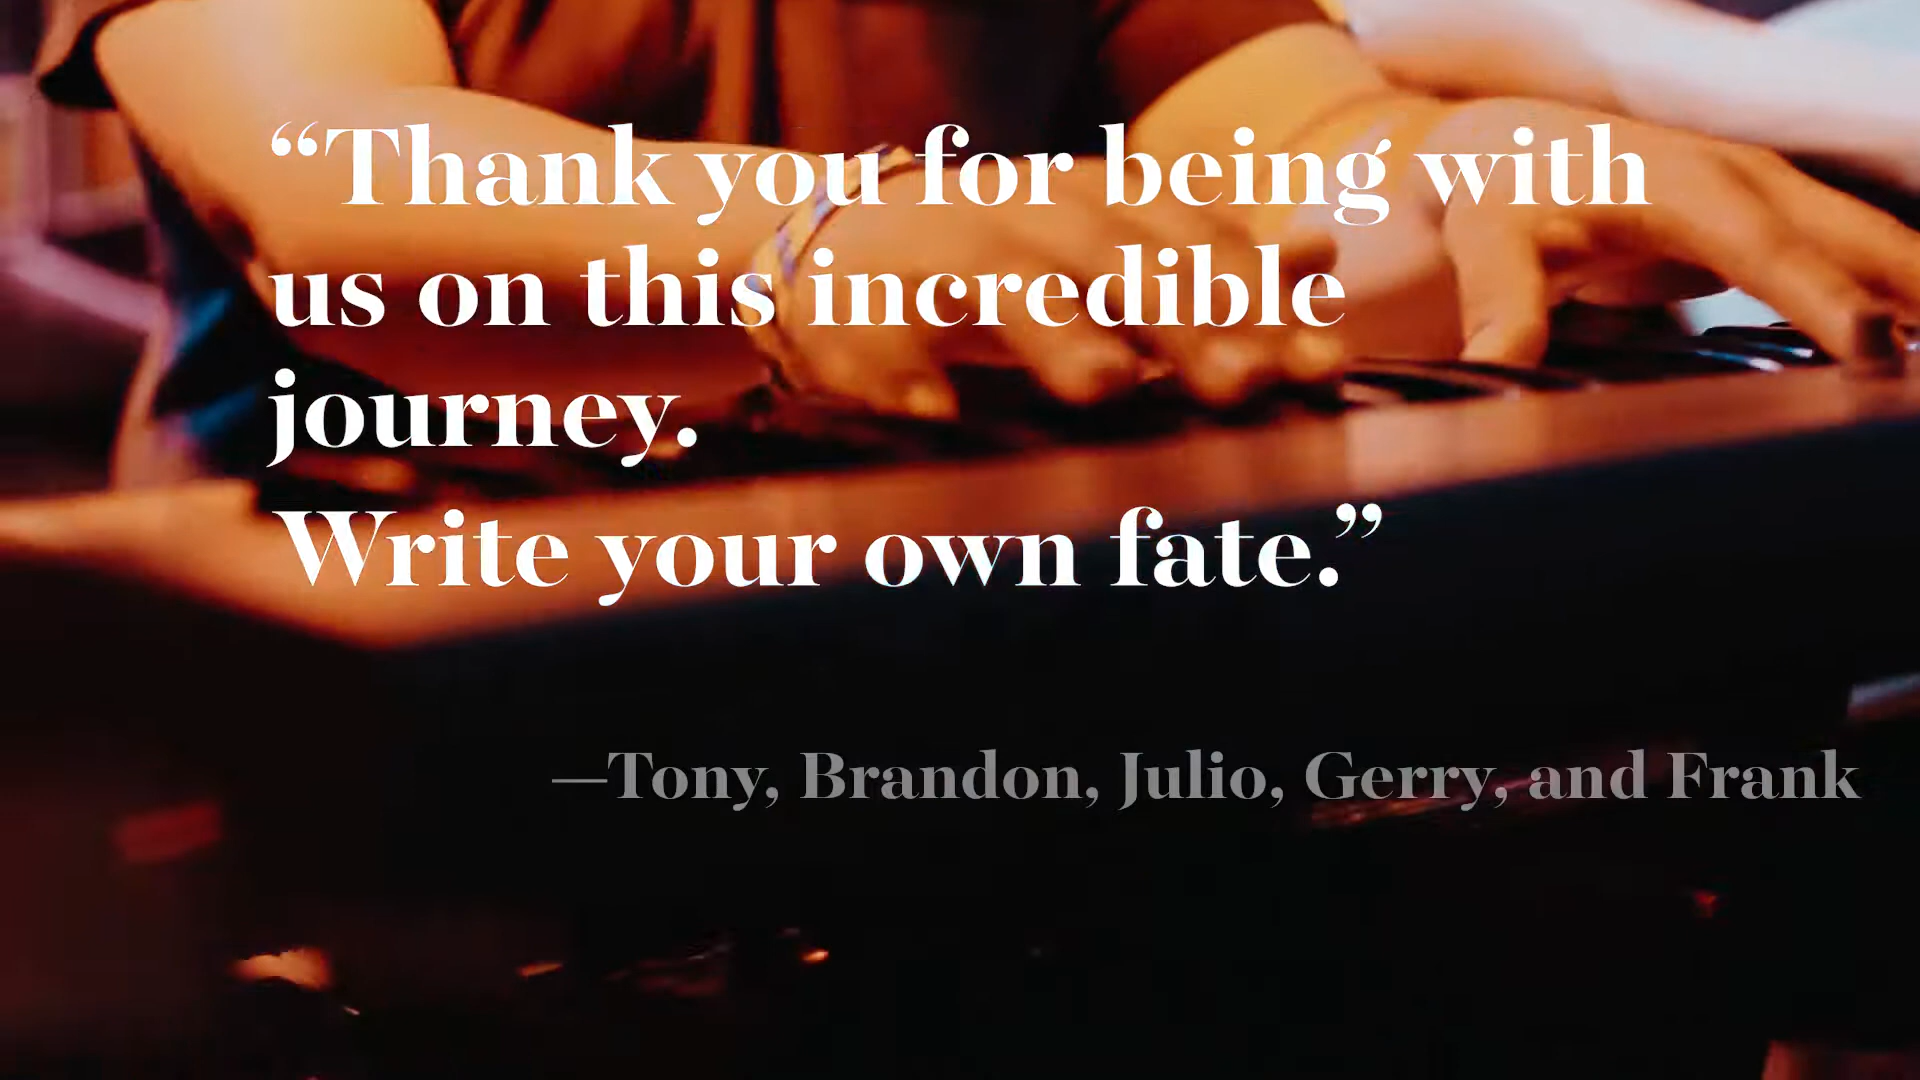 “Thank you for being with
us on this incredible
journey.
Write your own fate.”
—Tony, Brandon, Julio, Gerry, and Frank